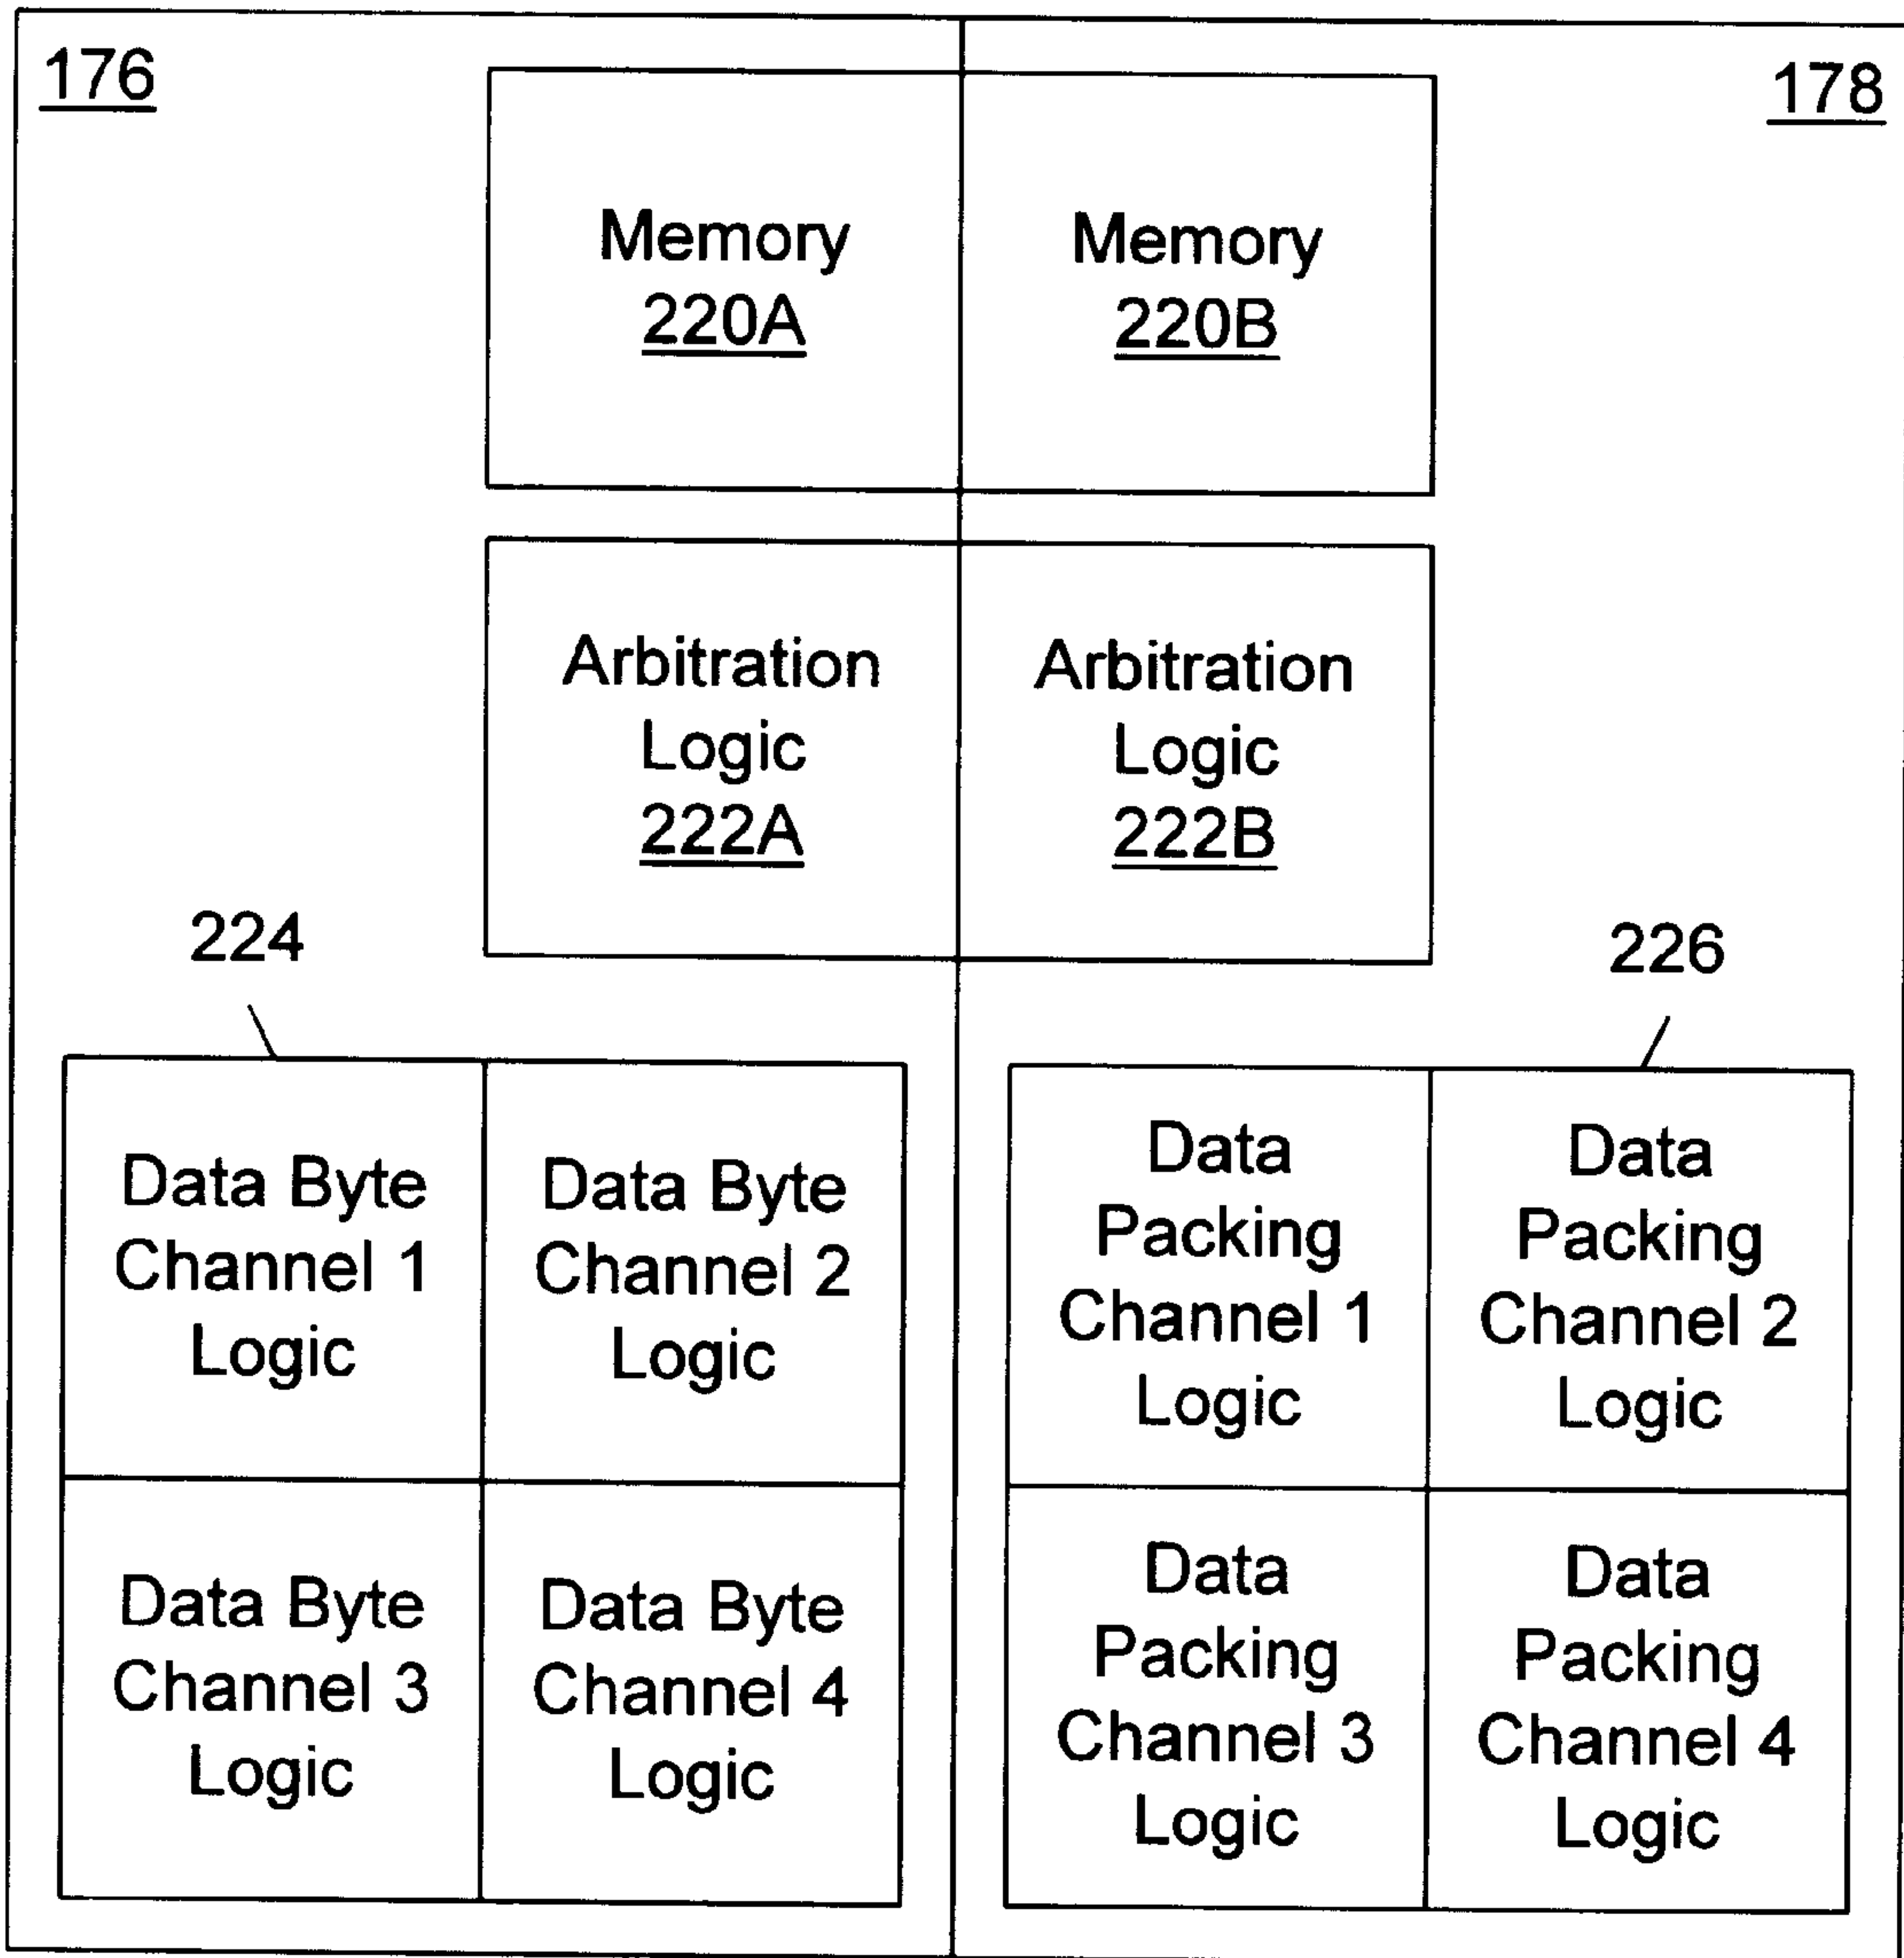 176
178
Memory
220A
Memory
220B
Arbitration
Logic
222A
Arbitration
Logic
222B
224
226
Data Byte
Channel 1
Logic
Data Byte
Channel 2
Logic
Data
Packing
Channel 1
Logic
Data
Packing
Channel 2
Logic
Data Byte
Channel 3
Logic
Data Byte
Channel 4
Logic
Data
Packing
Channel 3
Logic
Data
Packing
Channel 4
Logic